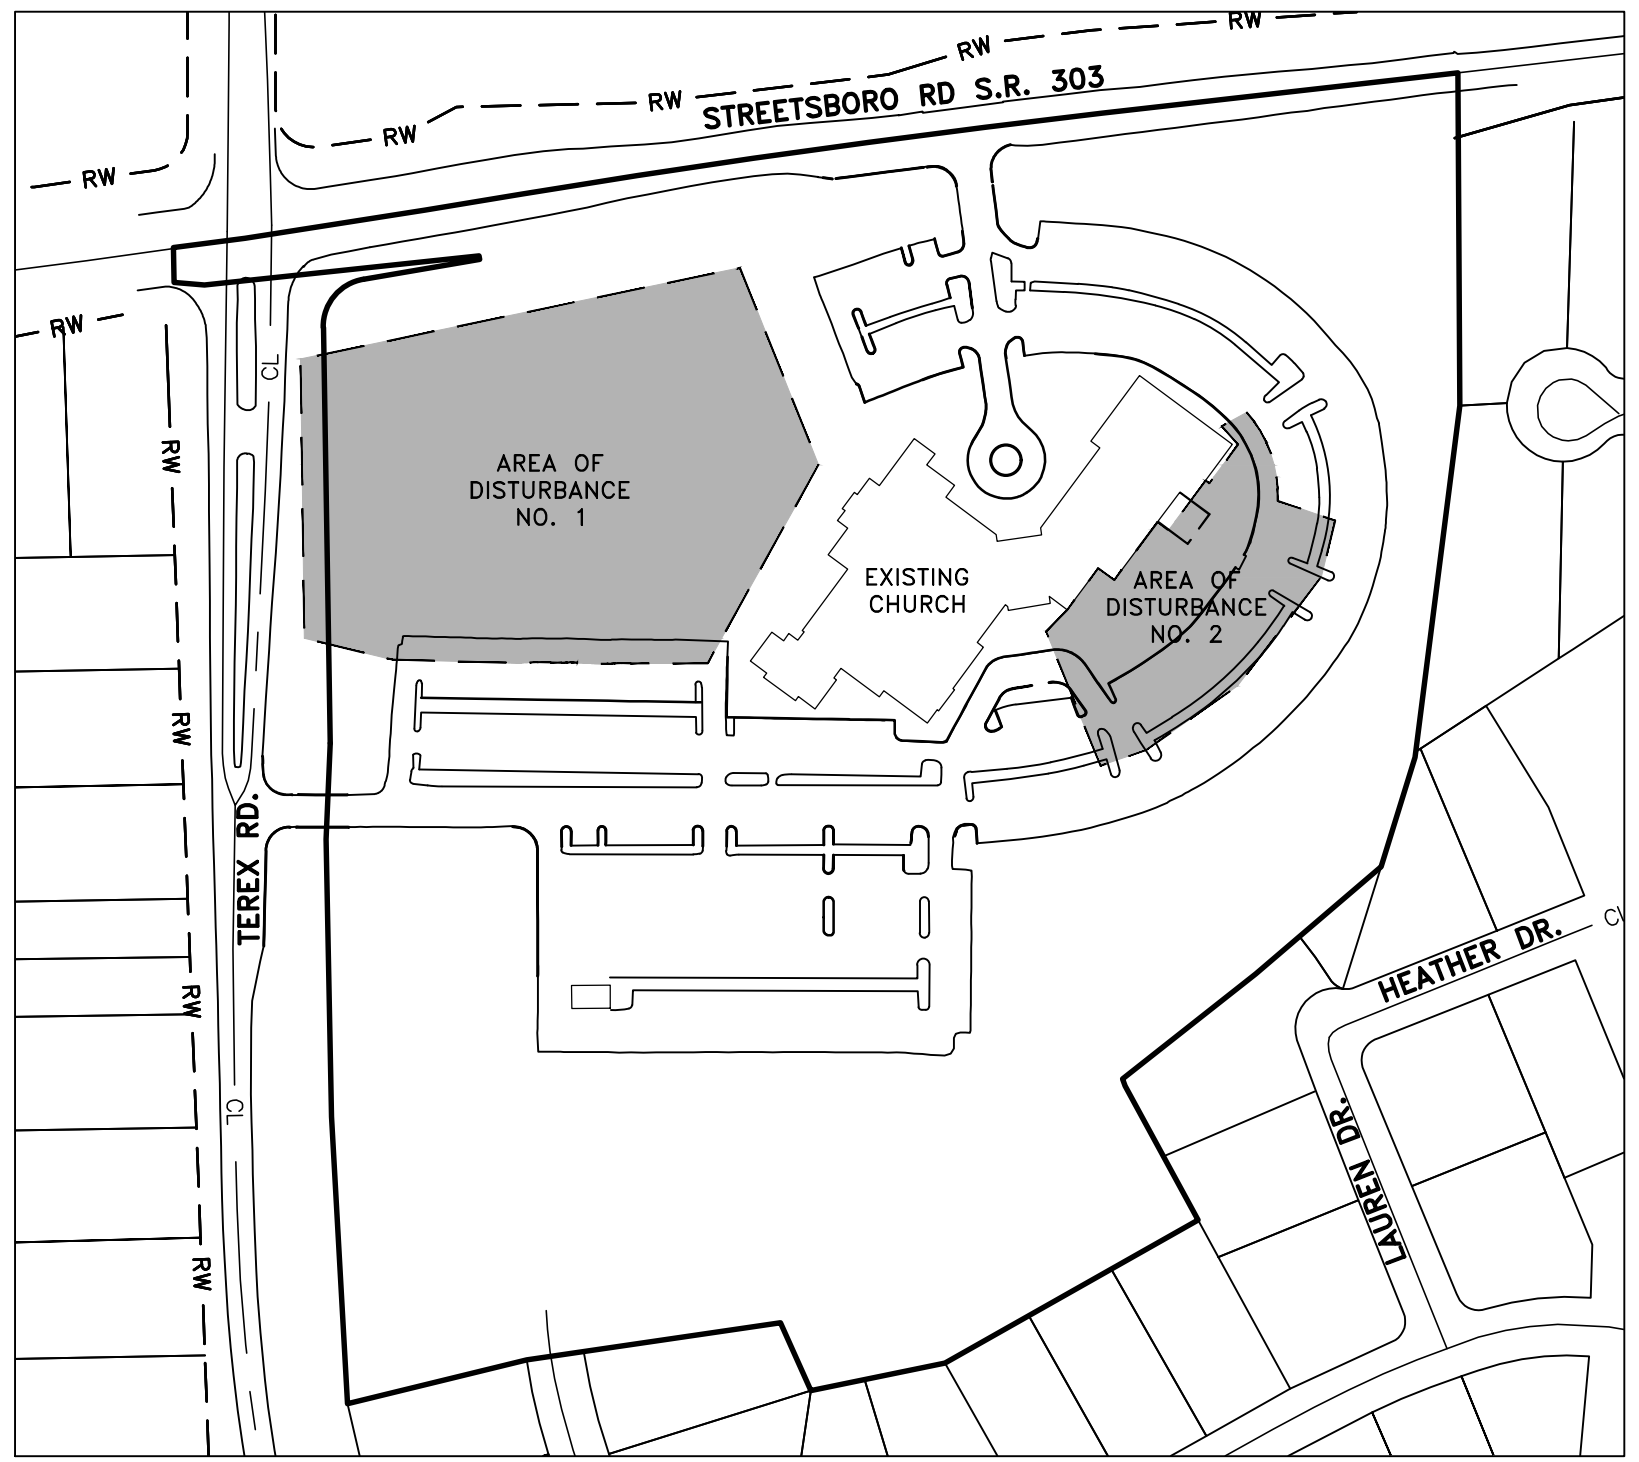 RW
RW
RW
STREETSBORO RD S.R. 303
RW
RW
RW
CL
RW
AREA OF
DISTURBANCE
NO. 1
EXISTING
CHURCH
AREA OF
DISTURBANCE
NO. 2
RW
TEREX RD.
RW
HEATHER DR.
CL
LAUREN DR.
RW